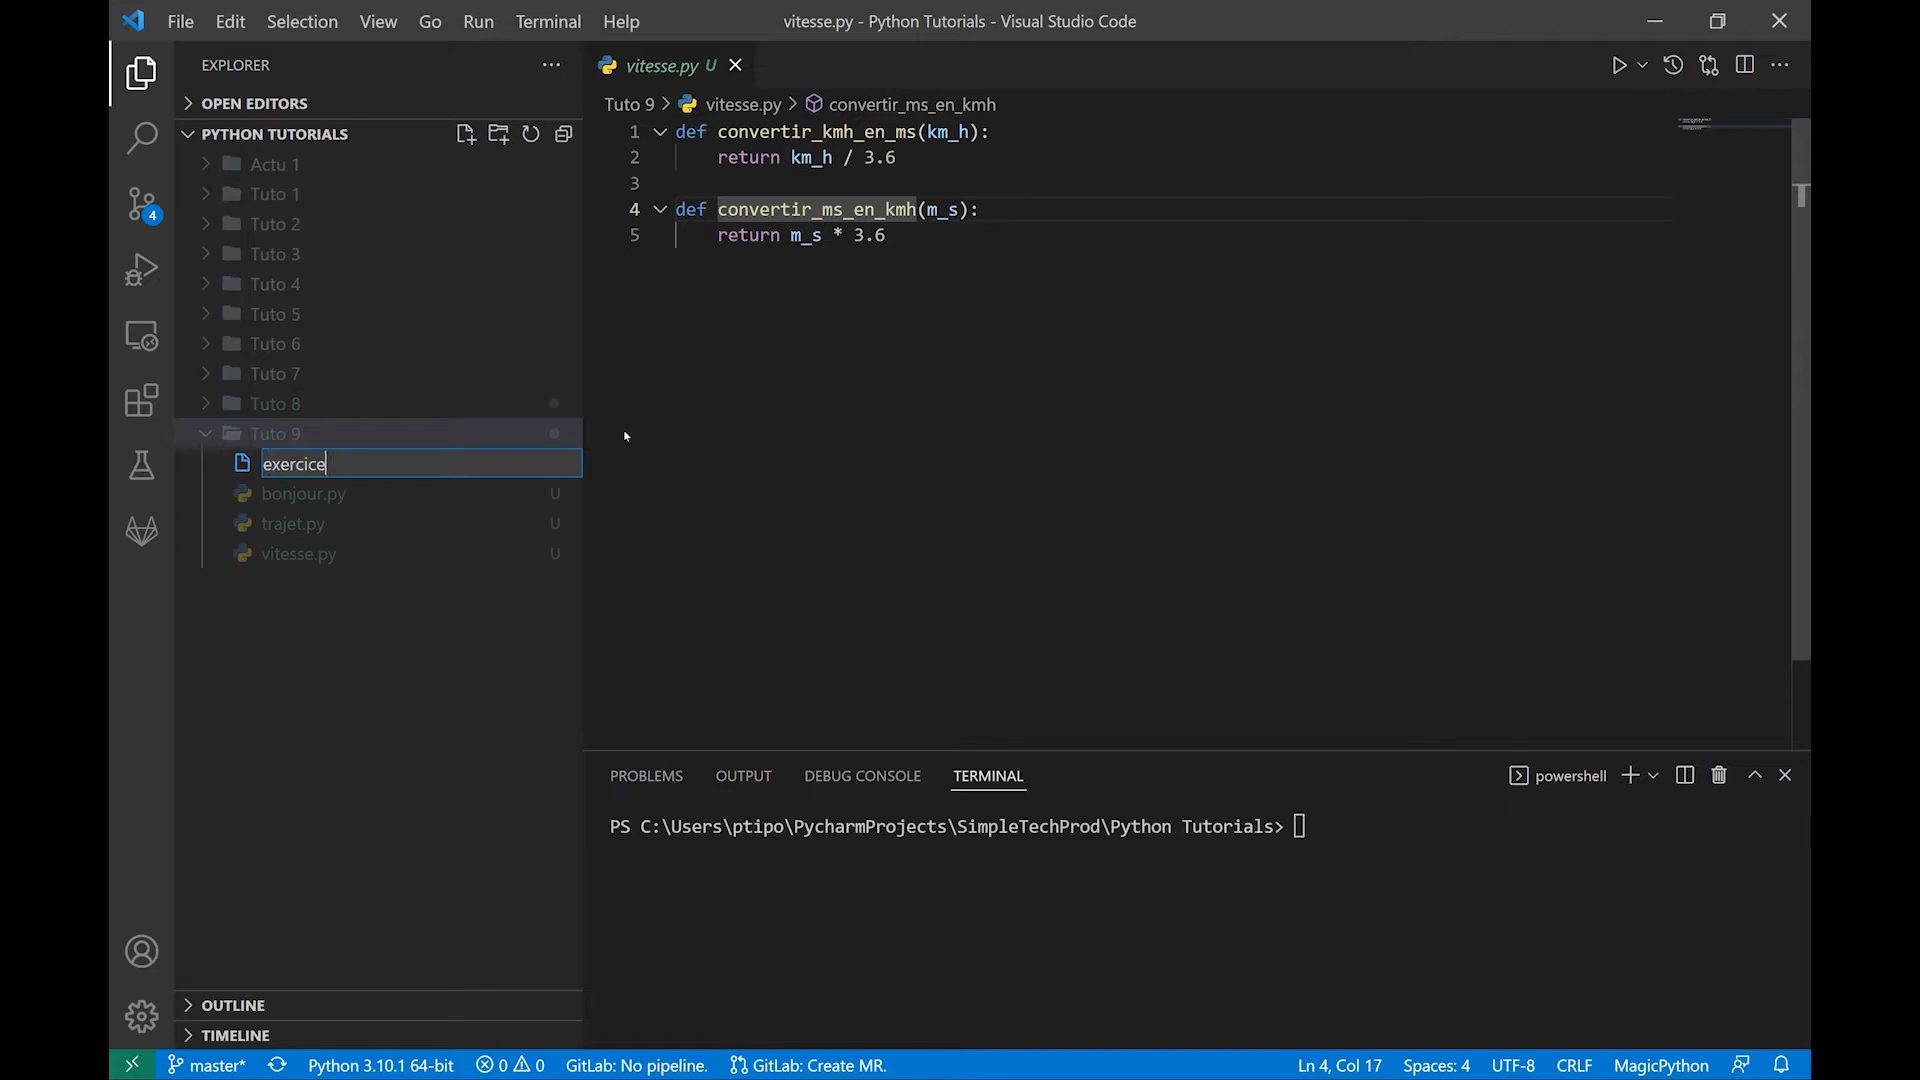 File Edit Selection View Go Run Terminal Help
vitesse.py - Python Tutorials - Visual Studio Code
EXPLORER
OPEN EDITORS
PYTHON TUTORIALS
Actu 1
Tuto 1
Tuto 2
Tuto 3
Tuto 4
Tuto 5
Tuto 6
Tuto 7
Tuto 8
Tuto 9
exercice
bonjour.py U
trajet.py U
vitesse.py U
OUTLINE
TIMELINE
4
vitesse.py U
Tuto 9 > vitesse.py > convertir_ms_en_kmh
1 def convertir_kmh_en_ms(km_h):
2 return km_h / 3.6
3
4 def convertir_ms_en_kmh(m_s):
5 return m_s * 3.6
PROBLEMS OUTPUT DEBUG CONSOLE TERMINAL
powershell
PS C:\Users\ptipo\PycharmProjects\SimpleTechProd\Python Tutorials>
master* Python 3.10.1 64-bit 0 0 GitLab: No pipeline. GitLab: Create MR. Ln 4, Col 17 Spaces: 4 UTF-8 CRLF MagicPython